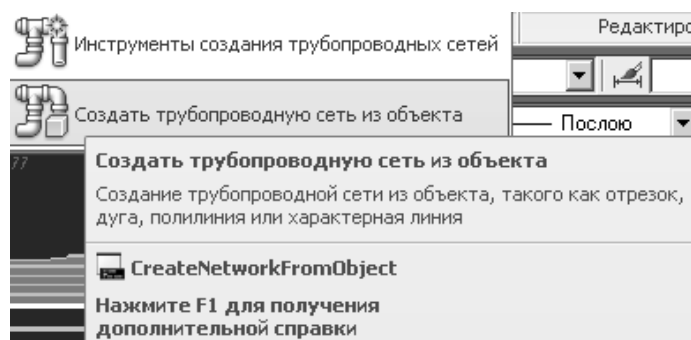 Инструменты создания трубопроводных сетей
Редактиро
Создать трубопроводную сеть из объекта
Послою
77
Создать трубопроводную сеть из объекта
Создание трубопроводной сети из объекта, такого как отрезок,
дуга, полилиния или характерная линия
CreateNetworkFromObject
Нажмите F1 для получения
дополнительной справки